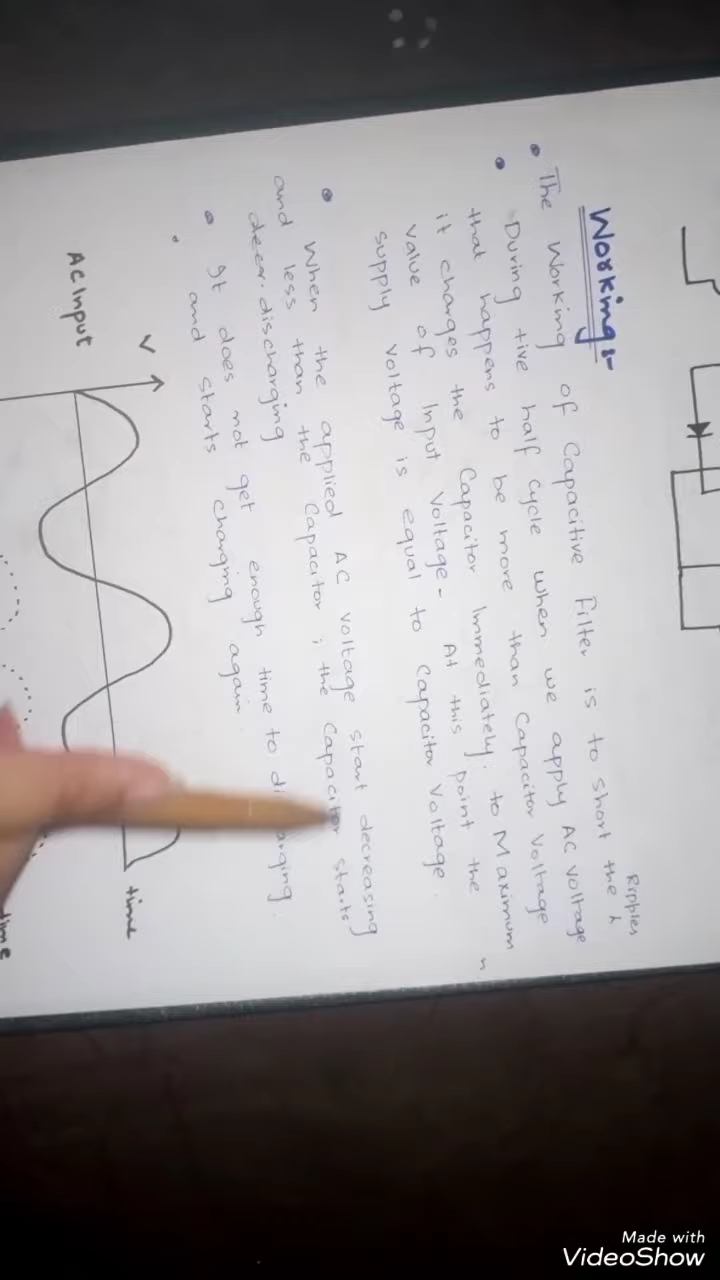 Working :-
• The Working of Capacitive Filter is to short the Ripples
• During +ive half cycle when we apply AC voltage
that happens to be more than Capacitor Voltage
it charges the Capacitor Immediately. to Maximum
value of Input Voltage - At this point the
supply voltage is equal to Capacitor Voltage.
• When the applied AC voltage start decreasing
and less than the Capacitor ; the Capacitor starts
discharging
• It does not get enough time to
and starts charging again.
AC Input
V
time
Made with
VideoShow